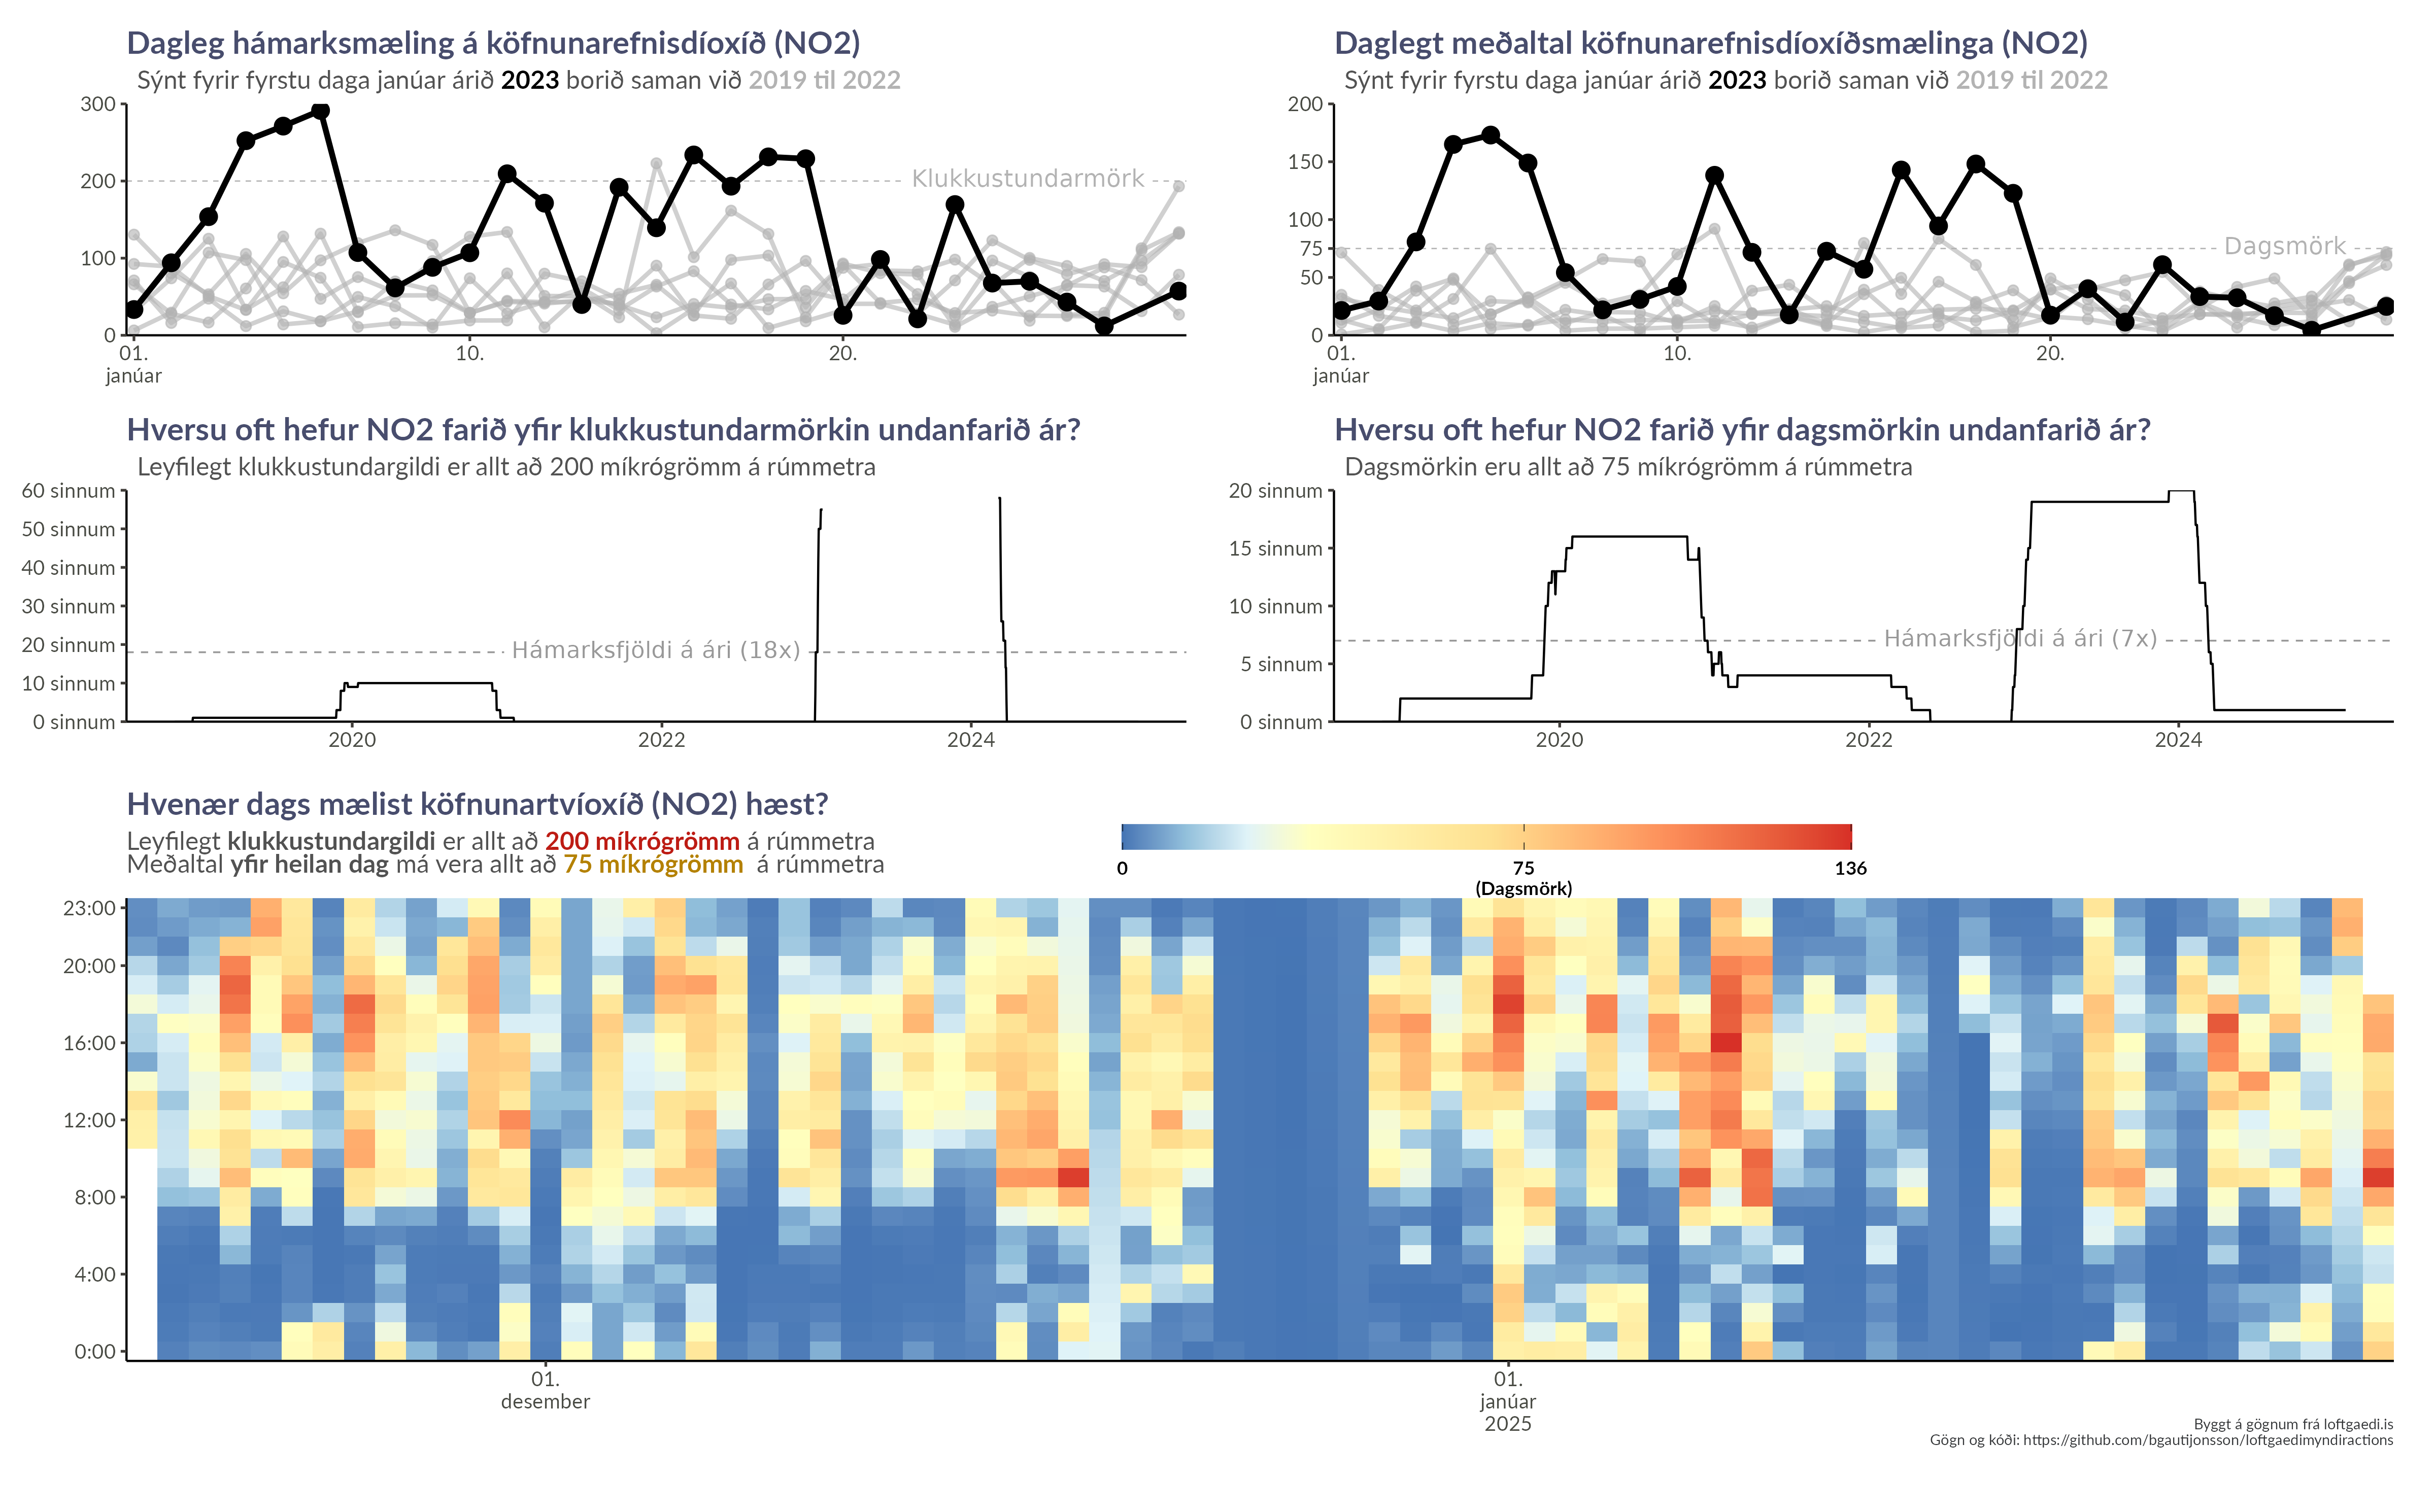 Dagleg hámarksmæling á köfnunarefnisdíoxíð (NO2)
Sýnt fyrir fyrstu daga janúar árið 2023 borið saman við 2019 til 2022
300
200
100
0
Klukkustundarmörk
01.
janúar
10.
20.
Daglegt meðaltal köfnunarefnisdíoxíðsmælinga (NO2)
Sýnt fyrir fyrstu daga janúar árið 2023 borið saman við 2019 til 2022
200
150
100
75
50
0
Dagsmörk
01.
janúar
10.
20.
Hversu oft hefur NO2 farið yfir klukkustundarmörkin undanfarið ár?
Leyfilegt klukkustundargildi er allt að 200 míkrógrömm á rúmmetra
60 sinnum
50 sinnum
40 sinnum
30 sinnum
20 sinnum
10 sinnum
0 sinnum
Hámarksfjöldi á ári (18x)
2020
2022
2024
Hversu oft hefur NO2 farið yfir dagsmörkin undanfarið ár?
Dagsmörkin eru allt að 75 míkrógrömm á rúmmetra
20 sinnum
15 sinnum
10 sinnum
5 sinnum
0 sinnum
Hámarksfjöldi á ári (7x)
2020
2022
2024
Hvenær dags mælist köfnunartvíoxíð (NO2) hæst?
Leyfilegt klukkustundargildi er allt að 200 míkrógrömm á rúmmetra
Meðaltal yfir heilan dag má vera allt að 75 míkrógrömm á rúmmetra
0
75
(Dagsmörk)
136
23:00
20:00
16:00
12:00
8:00
4:00
0:00
01.
desember
01.
janúar
2025
Byggt á gögnum frá loftgaedi.is
Gögn og kóði: https://github.com/bgautijonsson/loftgaedimyndiractions